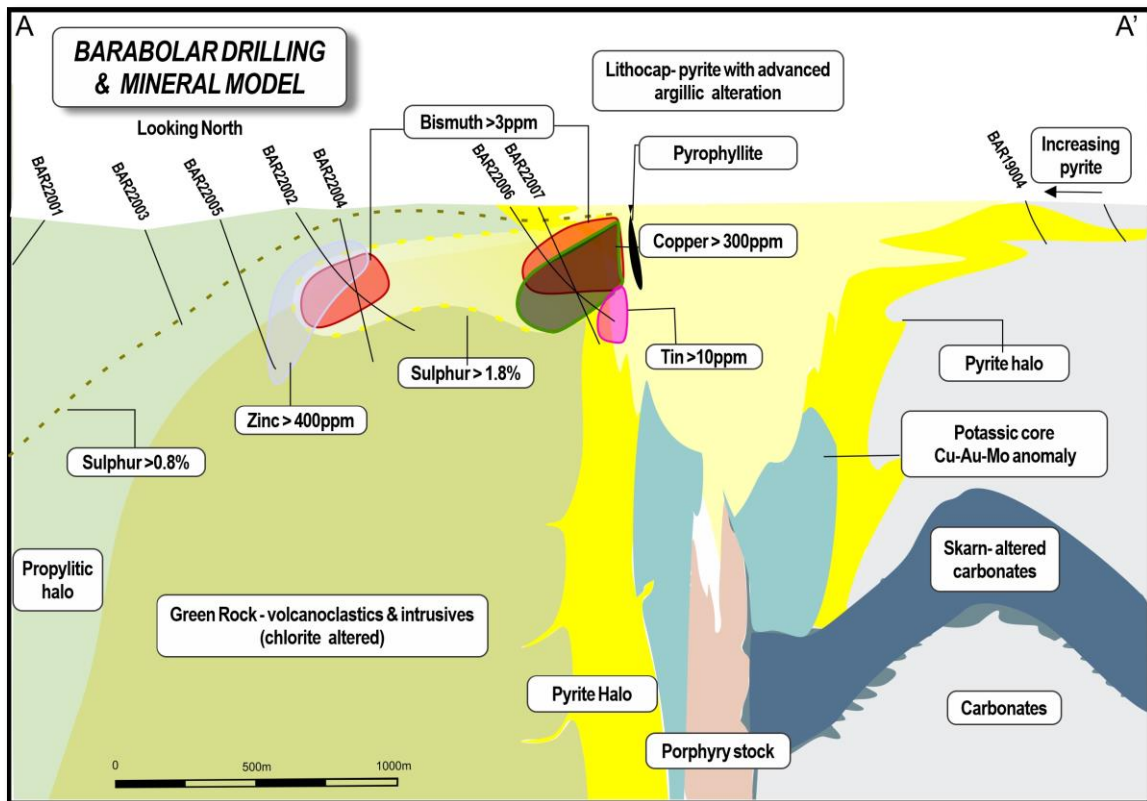 A
A'
BARABOLAR DRILLING
& MINERAL MODEL
Looking North
Lithocap- pyrite with advanced
argillic alteration
Bismuth >3ppm
Pyrophyllite
Increasing
pyrite
BAR22001
BAR22003
BAR22005
BAR22002
BAR22004
BAR22006
BAR22007
BAR19004
Copper > 300ppm
Tin >10ppm
Pyrite halo
Sulphur > 1.8%
Zinc > 400ppm
Sulphur >0.8%
Potassic core
Cu-Au-Mo anomaly
Skarn- altered
carbonates
Propylitic
halo
Green Rock - volcanoclastics & intrusives
(chlorite altered)
Pyrite Halo
Carbonates
Porphyry stock
0
500m
1000m